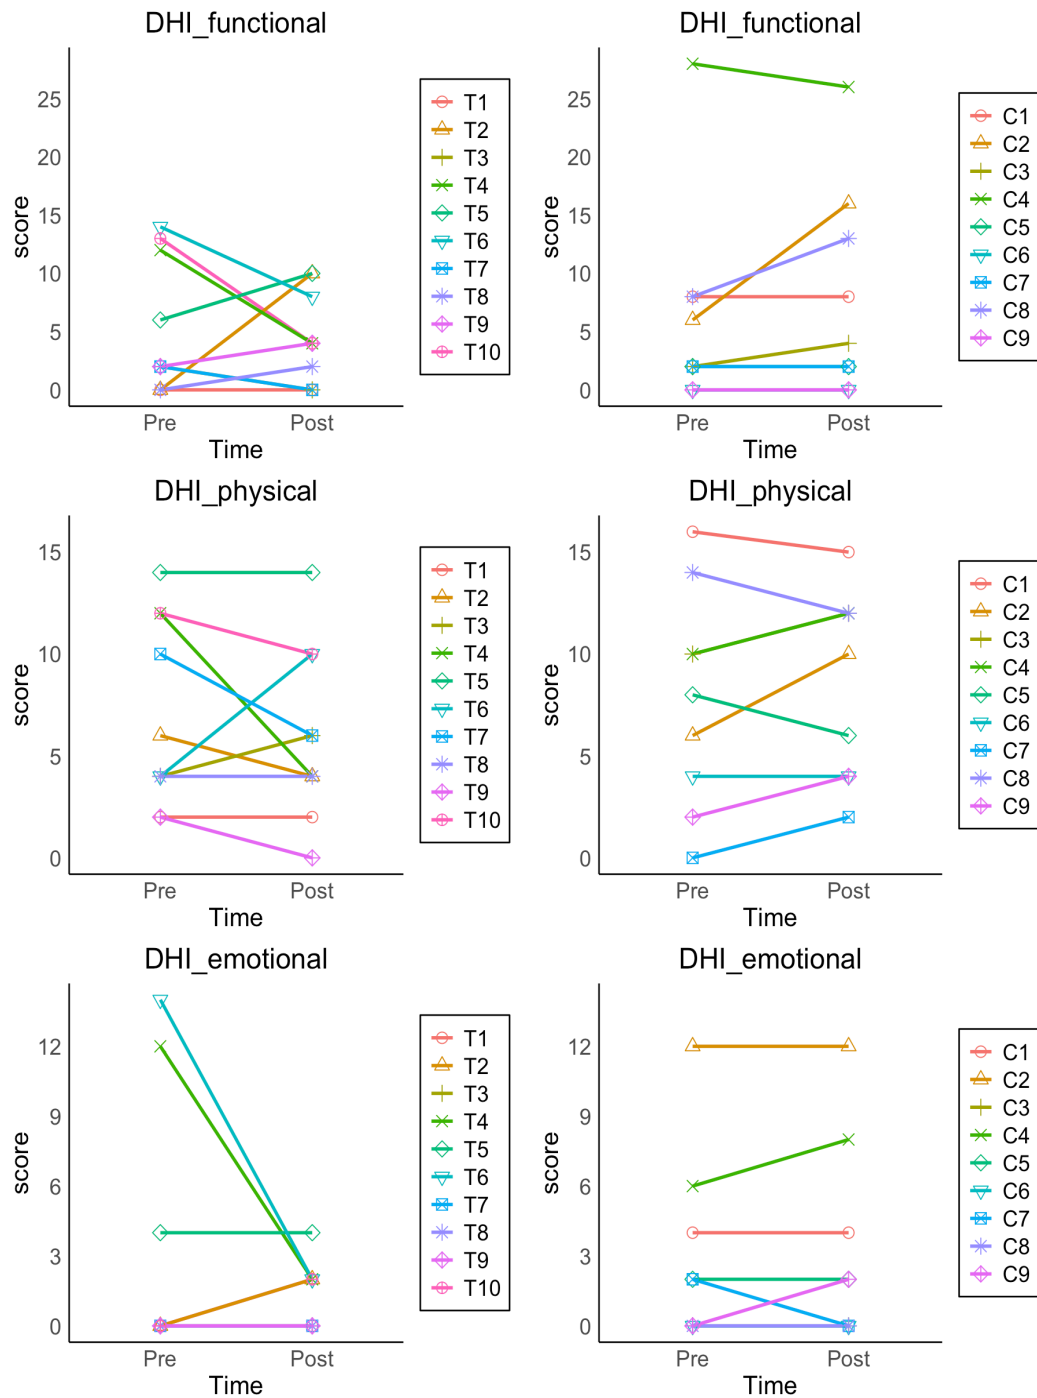 DHI_functional
25
20
15
10
5
0
score
Pre
Post
Time
T1
T2
T3
T4
T5
T6
T7
T8
T9
T10
DHI_functional
25
20
15
10
5
0
score
Pre
Post
Time
C1
C2
C3
C4
C5
C6
C7
C8
C9
DHI_physical
15
10
5
0
score
Pre
Post
Time
T1
T2
T3
T4
T5
T6
T7
T8
T9
T10
DHI_physical
15
10
5
0
score
Pre
Post
Time
C1
C2
C3
C4
C5
C6
C7
C8
C9
DHI_emotional
12
9
6
3
0
score
Pre
Post
Time
T1
T2
T3
T4
T5
T6
T7
T8
T9
T10
DHI_emotional
12
9
6
3
0
score
Pre
Post
Time
C1
C2
C3
C4
C5
C6
C7
C8
C9